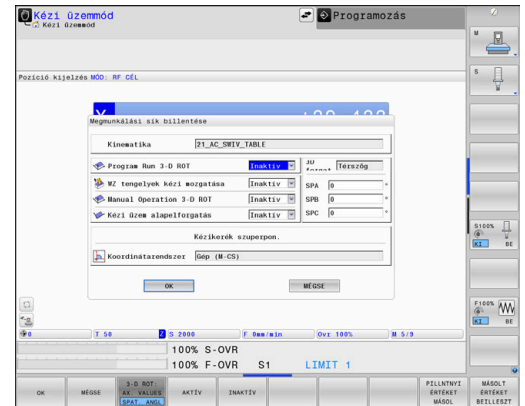 Kézi üzemmód
Kézi üzemmód
Programozás
Pozíció kijelzés MÓD: RF CÉL
Megmunkálási sík billentése
Kinematika 21_AC_SWIV_TABLE
Program Run 3-D ROT Inaktív
3D format Térszög
WZ tengelyek kézi mozgatása Inaktív
SPA 0 °
Manual Operation 3-D ROT Inaktív
SPB 0 °
Kézi üzem alapelforgatás Inaktív
SPC 0 °
Kézikerék szuperpon.
Koordinátarendszer Gép (M-CS)
OK MÉGSE
0 T 50 Z S 2000 F 0mm/min Ovr 100% M 5/9
100% S-OVR
100% F-OVR S1 LIMIT 1
M
S
S100%
KI BE
F100%
KI BE
OK
MÉGSE
3-D ROT: AX. VALUES SPAT. ANGL
AKTÍV
INAKTÍV
PILLNTNYI ÉRTÉKET MÁSOL
MÁSOLT ÉRTÉKET BEILLESZT